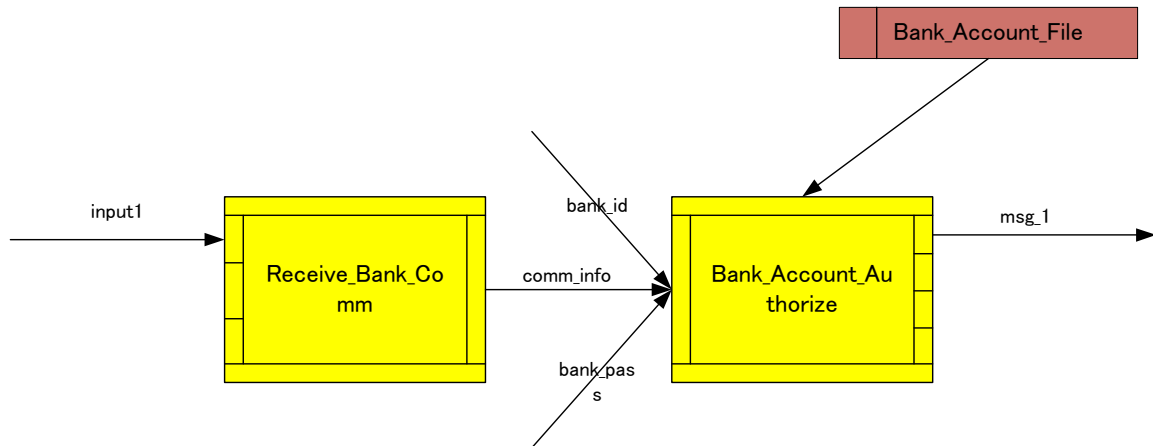 Bank_Account_File
input1
bank_id
msg_1
Receive_Bank_Co
mm
comm_info
Bank_Account_Au
thorize
bank_pas
s